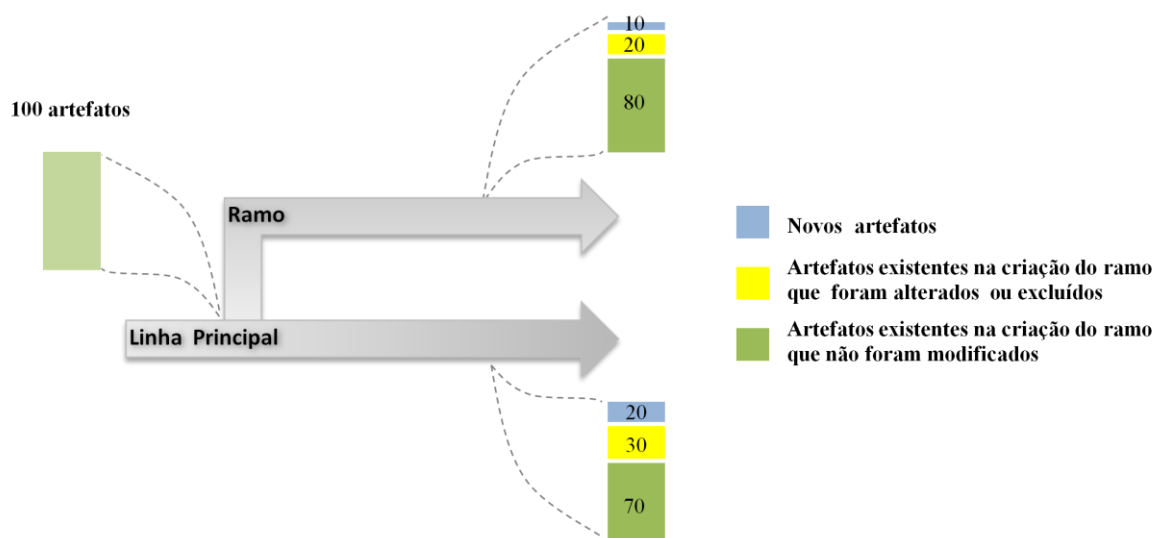 10
20
80
100 artefatos
Ramo
Linha Principal
Novos artefatos
Artefatos existentes na criação do ramo
que foram alterados ou excluídos
Artefatos existentes na criação do ramo
que não foram modificados
20
30
70